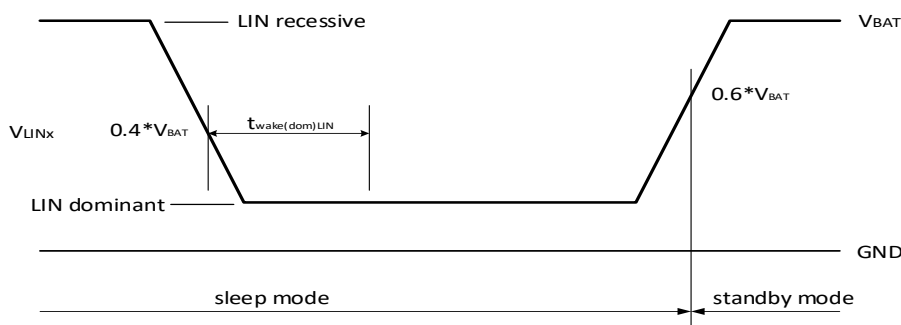 LIN recessive
VBAT
0.6*VBAT
twake(dom)LIN
VLINx
0.4*VBAT
LIN dominant
GND
sleep mode
standby mode